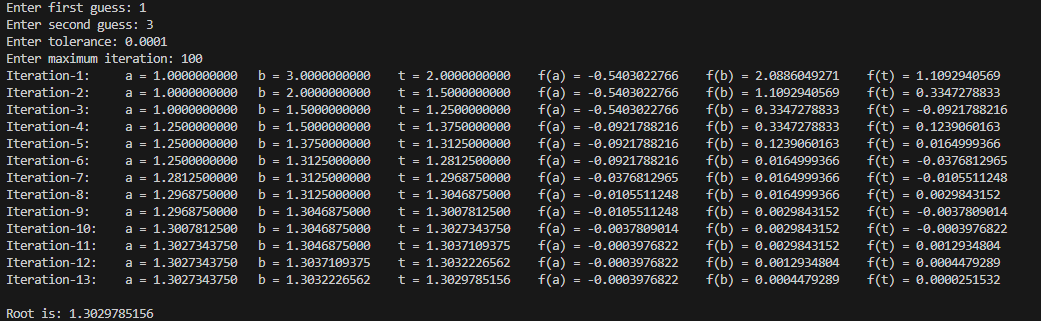 Enter first guess: 1
Enter second guess: 3
Enter tolerance: 0.0001
Enter maximum iteration: 100
Iteration-1: a = 1.0000000000 b = 3.0000000000 t = 2.0000000000 f(a) = -0.5403022766 f(b) = 2.0886049271 f(t) = 1.1092940569
Iteration-2: a = 1.0000000000 b = 2.0000000000 t = 1.5000000000 f(a) = -0.5403022766 f(b) = 1.1092940569 f(t) = 0.3347278833
Iteration-3: a = 1.0000000000 b = 1.5000000000 t = 1.2500000000 f(a) = -0.5403022766 f(b) = 0.3347278833 f(t) = -0.0921788216
Iteration-4: a = 1.2500000000 b = 1.5000000000 t = 1.3750000000 f(a) = -0.0921788216 f(b) = 0.3347278833 f(t) = 0.1239060163
Iteration-5: a = 1.2500000000 b = 1.3750000000 t = 1.3125000000 f(a) = -0.0921788216 f(b) = 0.1239060163 f(t) = 0.0164999366
Iteration-6: a = 1.2500000000 b = 1.3125000000 t = 1.2812500000 f(a) = -0.0921788216 f(b) = 0.0164999366 f(t) = -0.0376812965
Iteration-7: a = 1.2812500000 b = 1.3125000000 t = 1.2968750000 f(a) = -0.0376812965 f(b) = 0.0164999366 f(t) = -0.0105511248
Iteration-8: a = 1.2968750000 b = 1.3125000000 t = 1.3046875000 f(a) = -0.0105511248 f(b) = 0.0164999366 f(t) = 0.0029843152
Iteration-9: a = 1.2968750000 b = 1.3046875000 t = 1.3007812500 f(a) = -0.0105511248 f(b) = 0.0029843152 f(t) = -0.0037809014
Iteration-10: a = 1.3007812500 b = 1.3046875000 t = 1.3027343750 f(a) = -0.0037809014 f(b) = 0.0029843152 f(t) = -0.0003976822
Iteration-11: a = 1.3027343750 b = 1.3046875000 t = 1.3037109375 f(a) = -0.0003976822 f(b) = 0.0029843152 f(t) = 0.0012934804
Iteration-12: a = 1.3027343750 b = 1.3037109375 t = 1.3032226562 f(a) = -0.0003976822 f(b) = 0.0012934804 f(t) = 0.0004479289
Iteration-13: a = 1.3027343750 b = 1.3032226562 t = 1.3029785156 f(a) = -0.0003976822 f(b) = 0.0004479289 f(t) = 0.0000251532
Root is: 1.3029785156